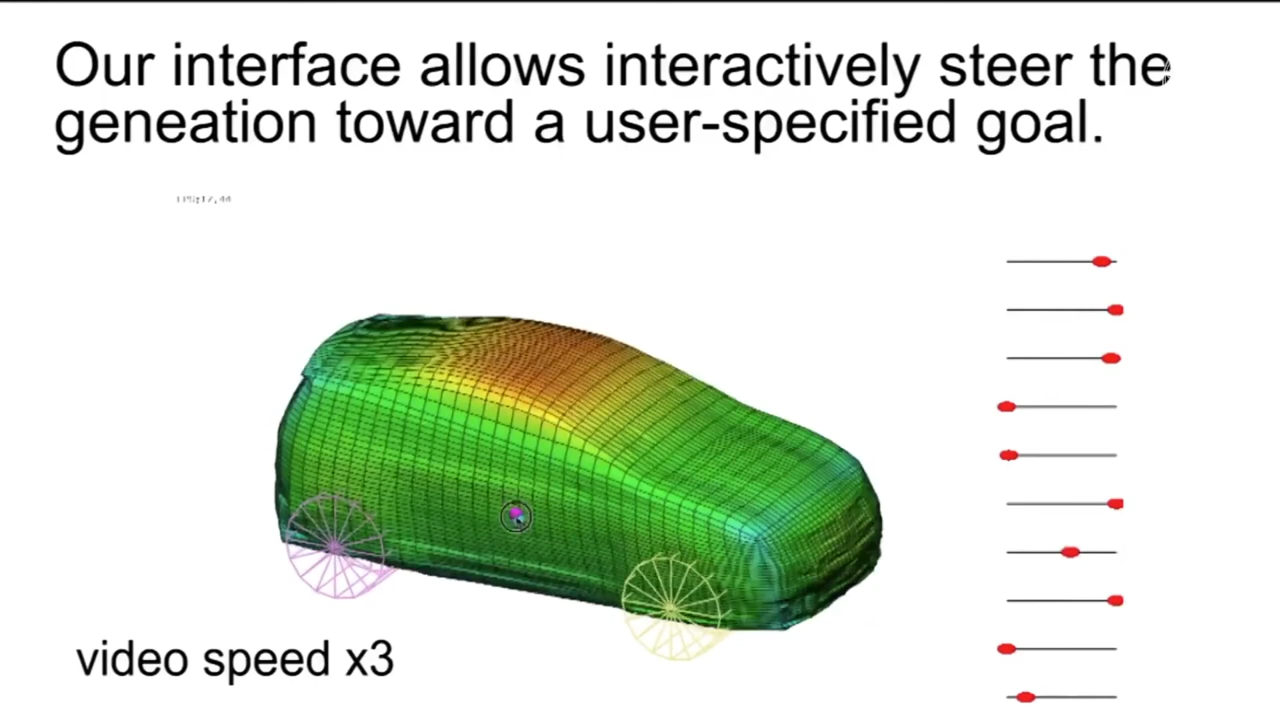 Our interface allows interactively steer the
geneation toward a user-specified goal.
video speed x3